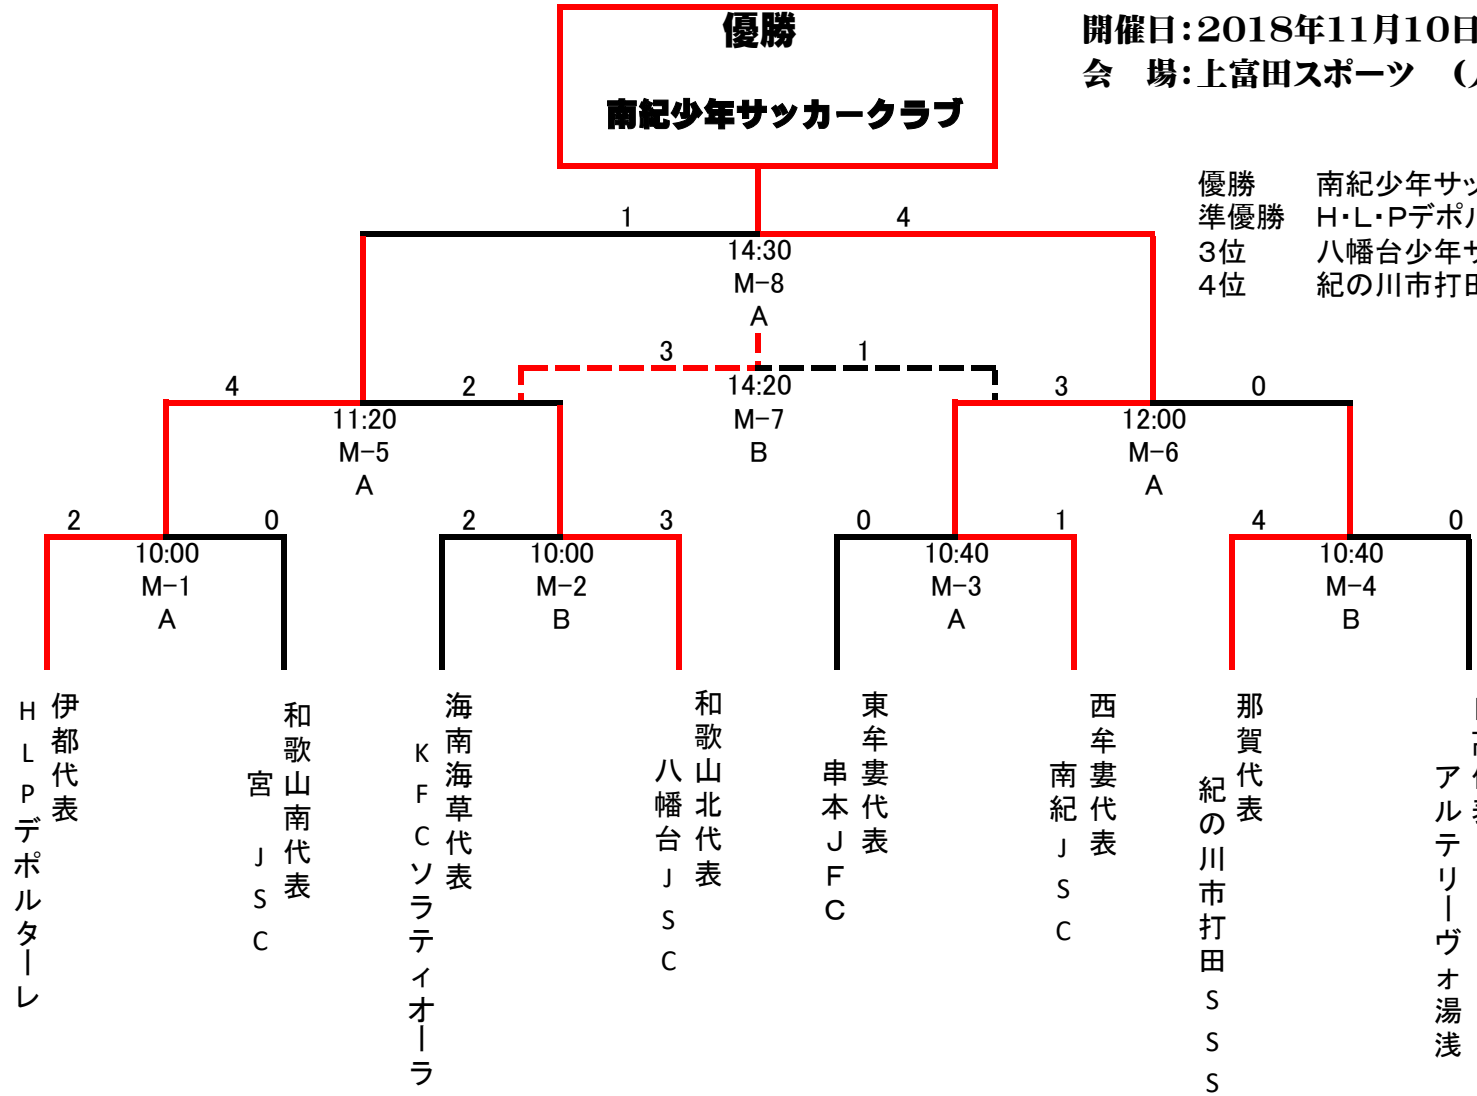 優勝
南紀少年サッカークラブ
開催日：2018年11月10日
会　場：上富田スポーツ　（
優勝　南紀少年サッ
準優勝　H・L・Pデポル
3位　八幡台少年サ
4位　紀の川市打田
1　4
14:30
M−8
A
3　1
14:20
M−7
B
4　2
11:20
M−5
A
3　0
12:00
M−6
A
2　0
10:00
M−1
A
2　3
10:00
M−2
B
0　1
10:40
M−3
A
4　0
10:40
M−4
B
伊都代表
HLPデポルターレ
和歌山南代表
宮　JSC
海南海草代表
KFCソラティオーラ
和歌山北代表
八幡台JSC
東牟婁代表
串本JFC
西牟婁代表
南紀JSC
那賀代表
紀の川市打田SSS
アルテリーヴォ湯浅